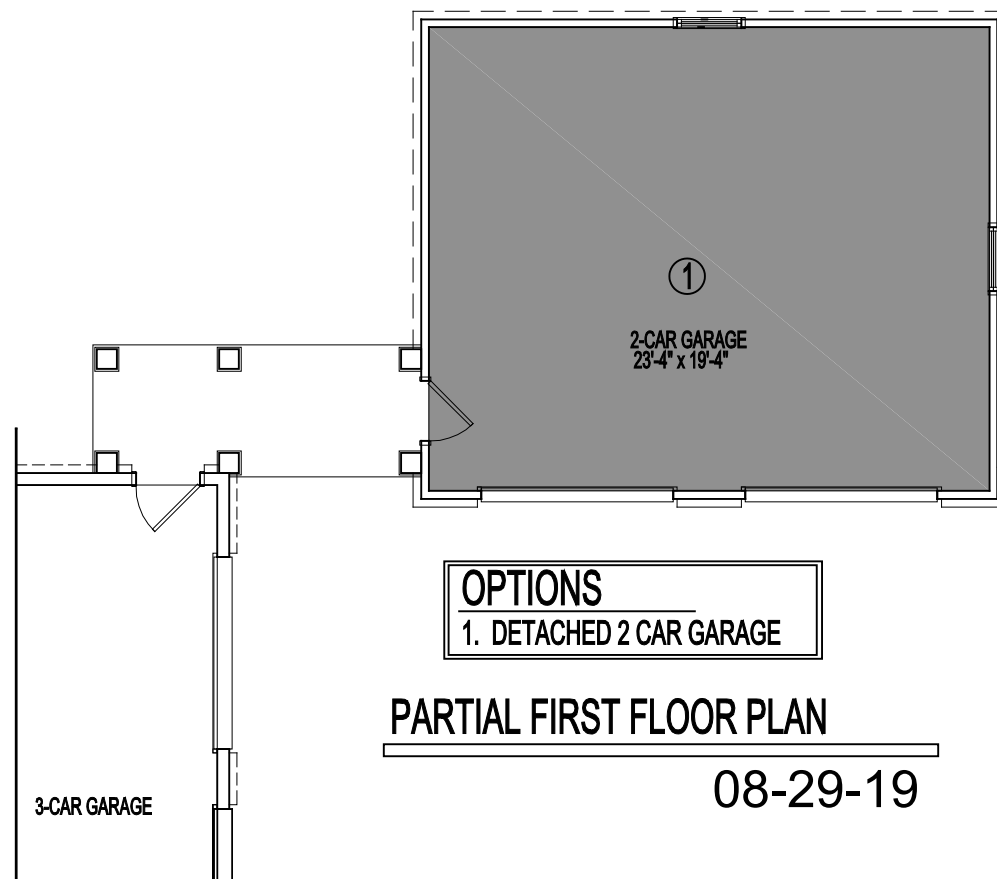 1
2-CAR GARAGE
23'-4" x 19'-4"
OPTIONS
1. DETACHED 2 CAR GARAGE
PARTIAL FIRST FLOOR PLAN
08-29-19
3-CAR GARAGE